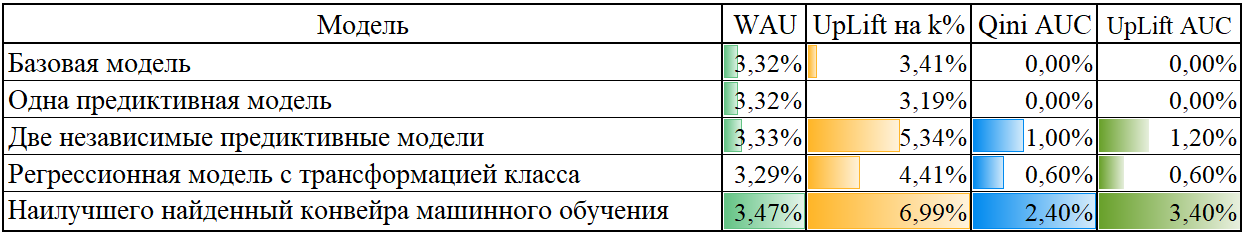 Модель WAU UpLift на k% Qini AUC UpLift AUC
Базовая модель 3,32% 3,41% 0,00% 0,00%
Одна предиктивная модель 3,32% 3,19% 0,00% 0,00%
Две независимые предиктивные модели 3,33% 5,34% 1,00% 1,20%
Регрессионная модель с трансформацией класса 3,29% 4,41% 0,60% 0,60%
Наилучшего найденный конвейра машинного обучения 3,47% 6,99% 2,40% 3,40%